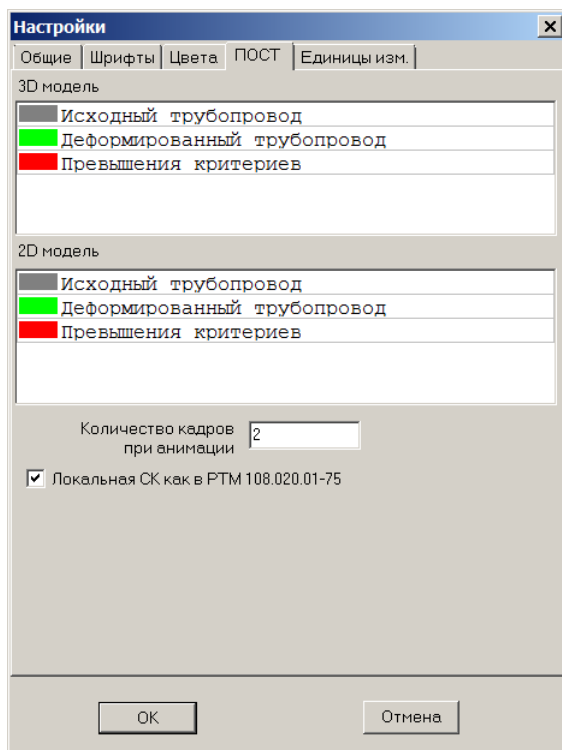 Настройки
Общие Шрифты Цвета ПОСТ Единицы изм.
3D модель
Исходный трубопровод
Деформированный трубопровод
Превышения критериев
2D модель
Исходный трубопровод
Деформированный трубопровод
Превышения критериев
Количество кадров
при анимации
2
Локальная СК как в РТМ 108.020.01-75
OK
Отмена